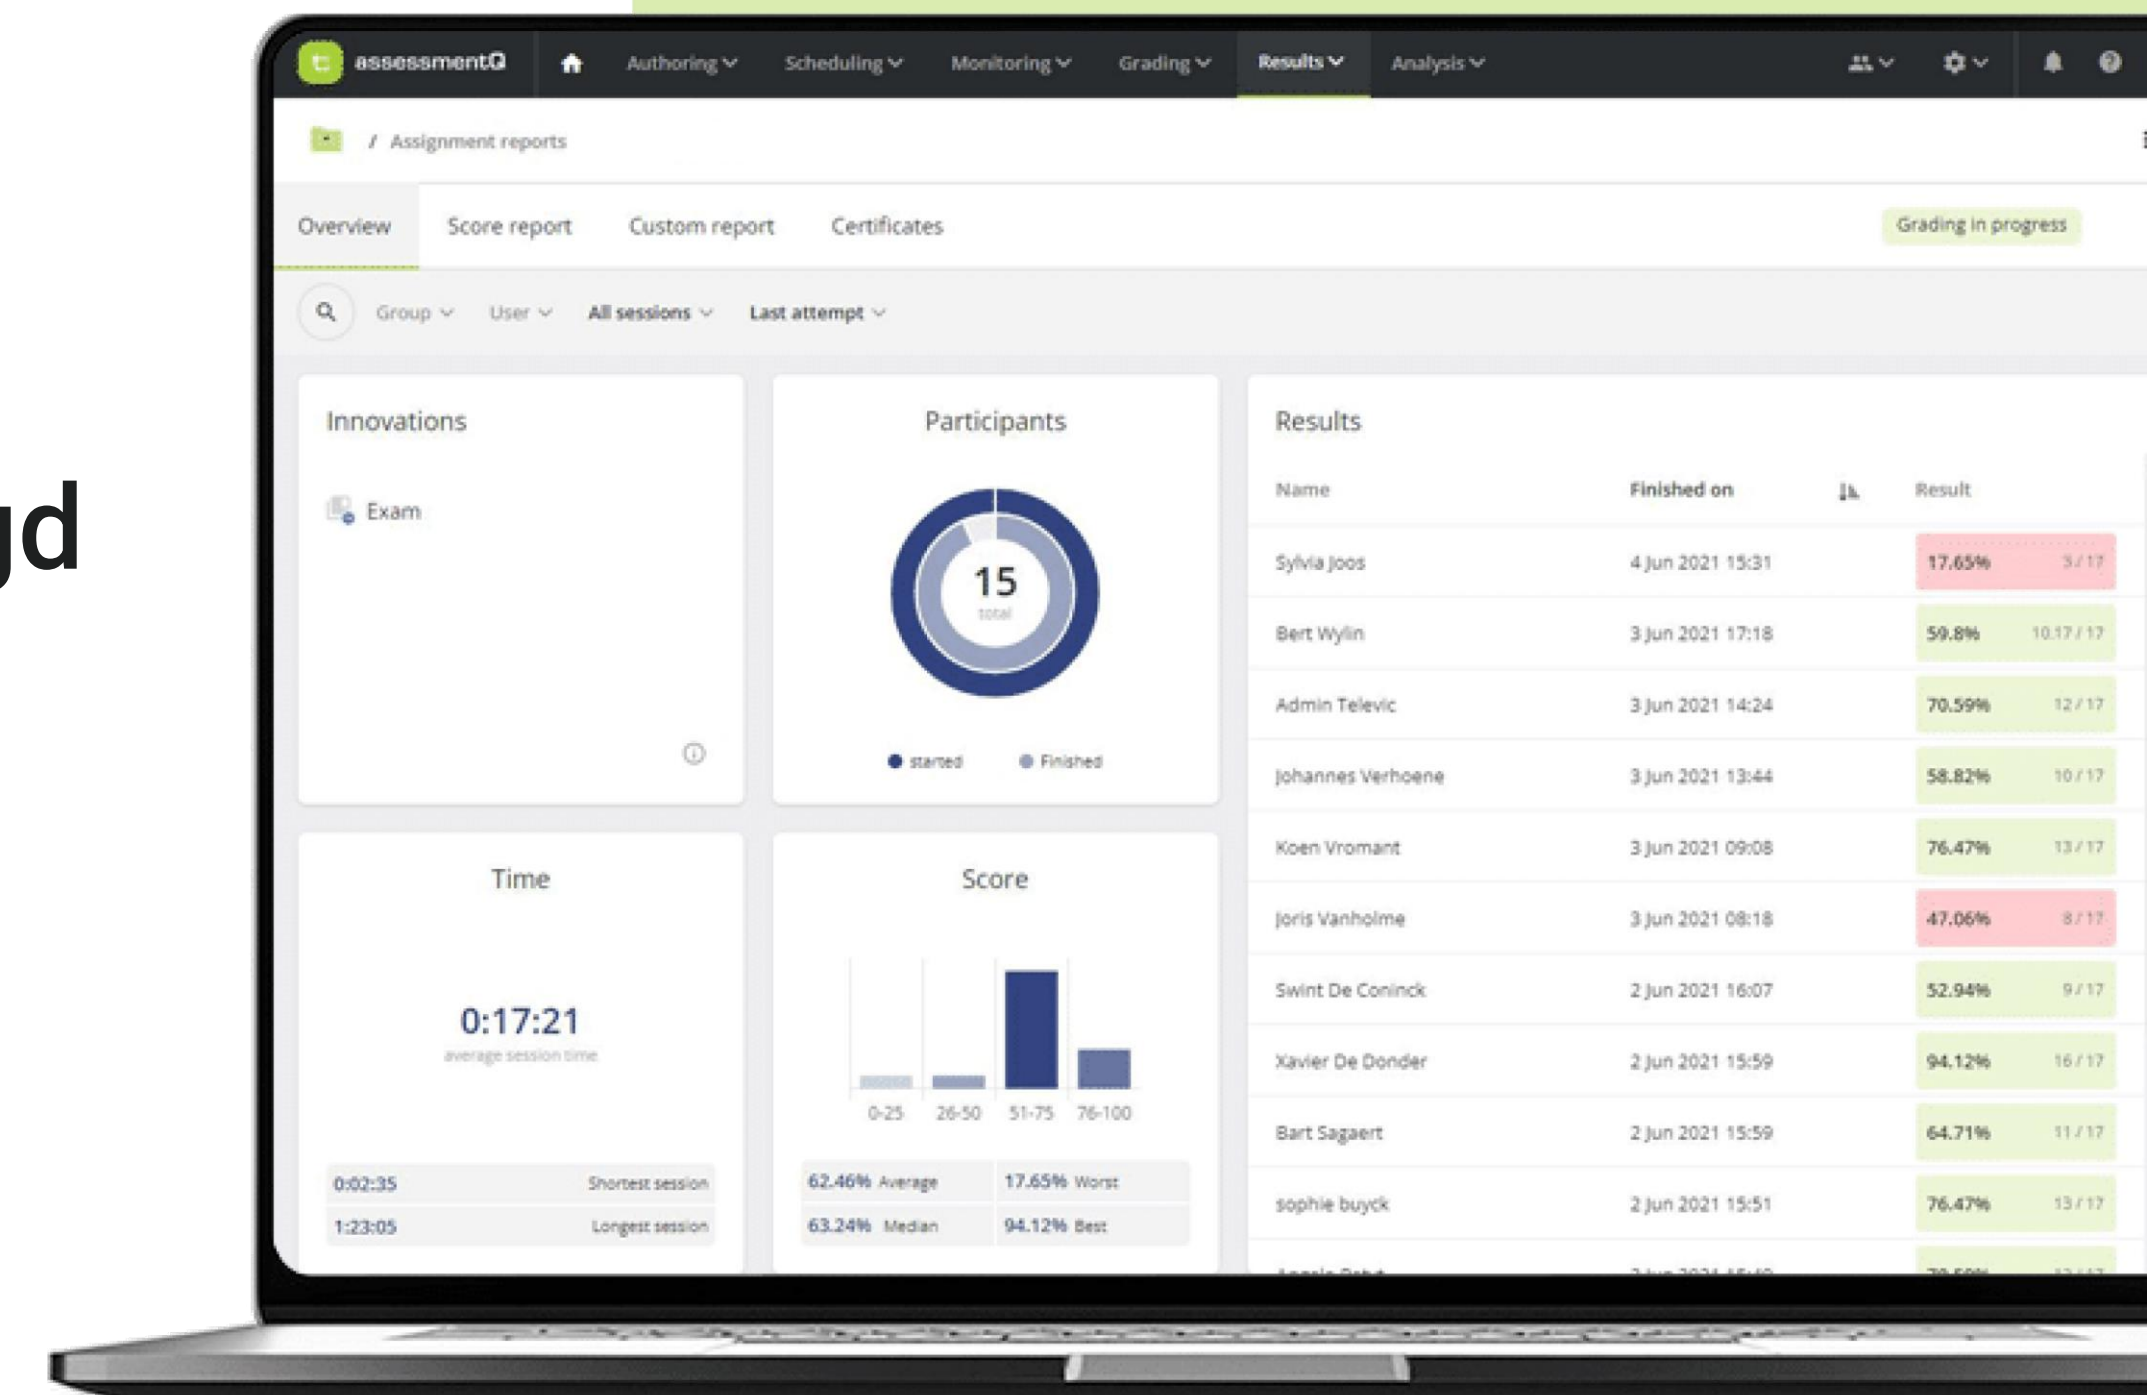 assessmentQ Authoring Scheduling Monitoring Grading Results Analysis
/ Assignment reports
Overview Score report Custom report Certificates Grading in progress
Group User All sessions Last attempt
gd
Innovations
Exam
Participants
15
total
started Finished
Time
0:17:21
average session time
0:02:35 Shortest session
1:23:05 Longest session
Score
0-25 26-50 51-75 76-100
62.46% Average 17.65% Worst
63.24% Median 94.12% Best
Results
Name Finished on Result
Sylvia Joos 4 Jun 2021 15:31 17.65% 3 / 17
Bert Wylin 3 Jun 2021 17:18 59.8% 10.17 / 17
Admin Televic 3 Jun 2021 14:24 70.59% 12 / 17
Johannes Verhoene 3 Jun 2021 13:44 58.82% 10 / 17
Koen Vromant 3 Jun 2021 09:08 76.47% 13 / 17
Joris Vanholme 3 Jun 2021 08:18 47.06% 8 / 17
Swint De Coninck 2 Jun 2021 16:07 52.94% 9 / 17
Xavier De Donder 2 Jun 2021 15:59 94.12% 16 / 17
Bart Sagaert 2 Jun 2021 15:59 64.71% 11 / 17
sophie buyck 2 Jun 2021 15:51 76.47% 13 / 17